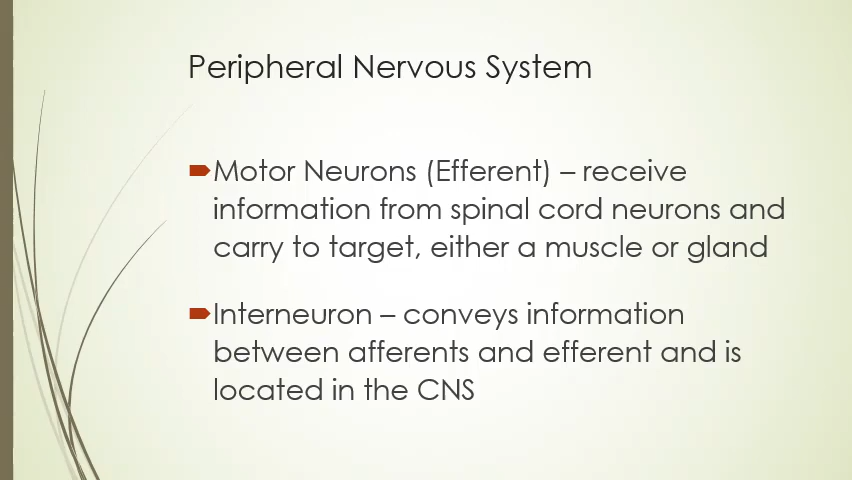 Peripheral Nervous System
Motor Neurons (Efferent) – receive
information from spinal cord neurons and
carry to target, either a muscle or gland
Interneuron – conveys information
between afferents and efferent and is
located in the CNS